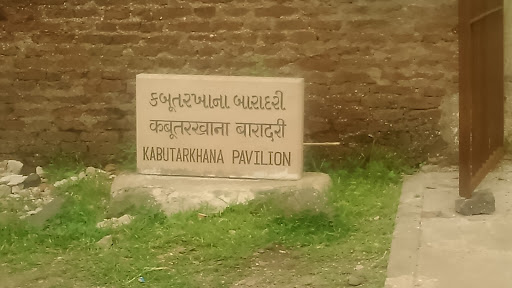 કબૂતરખાના બારાદરી
कबूतरखाना बारादरी
KABUTARKHANA PAVILION